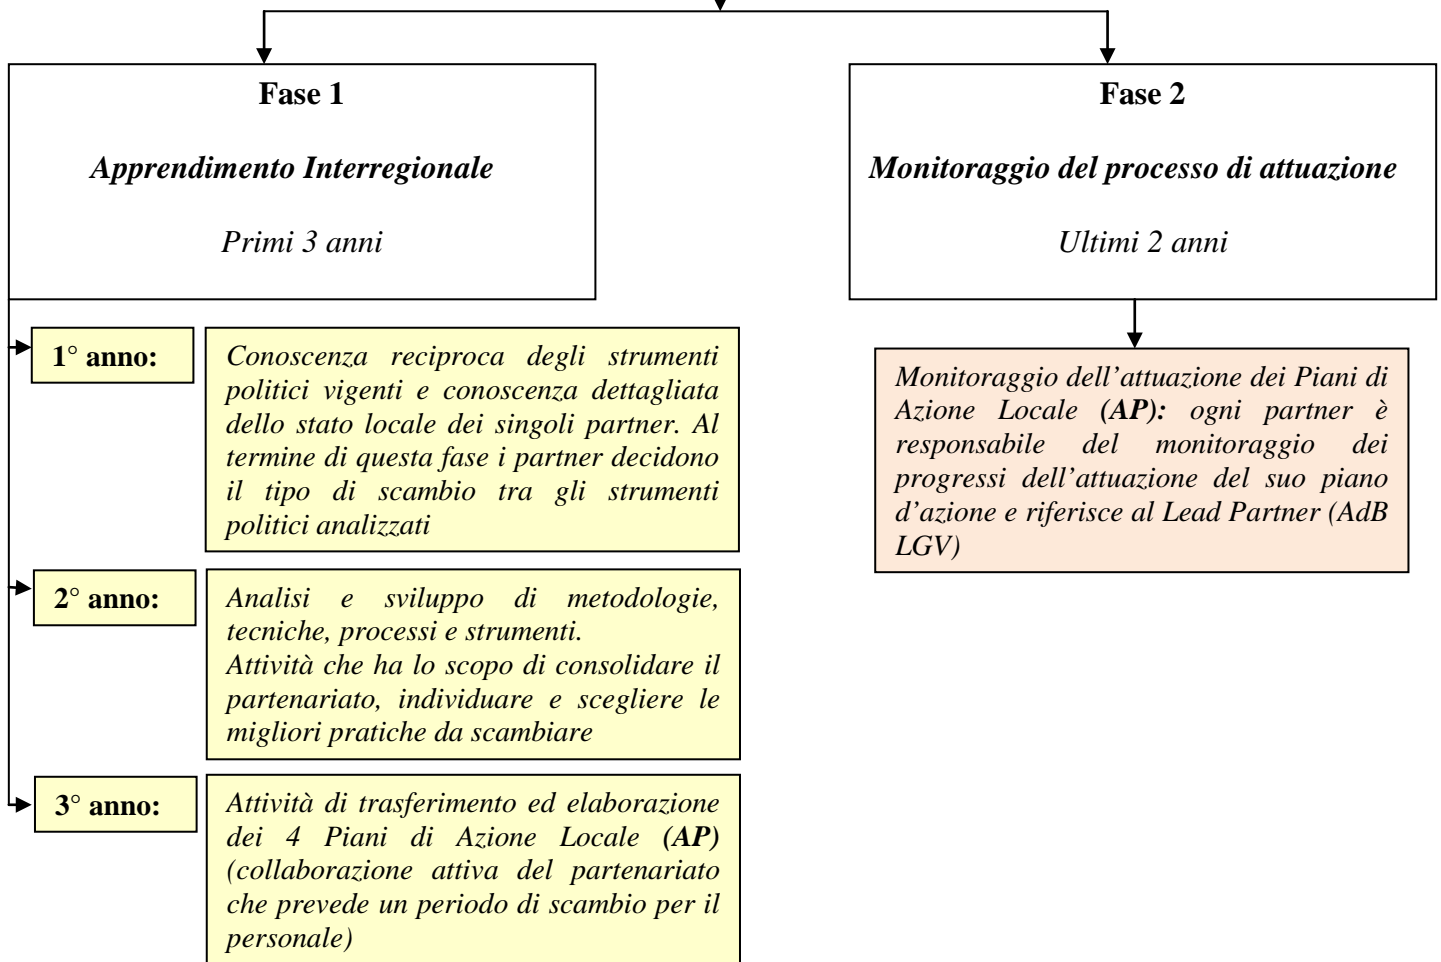 Fase 1
Apprendimento Interregionale
Primi 3 anni
Fase 2
Monitoraggio del processo di attuazione
Ultimi 2 anni
1° anno:
Conoscenza reciproca degli strumenti
politici vigenti e conoscenza dettagliata
dello stato locale dei singoli partner. Al
termine di questa fase i partner decidono
il tipo di scambio tra gli strumenti
politici analizzati
2° anno:
Analisi e sviluppo di metodologie,
tecniche, processi e strumenti.
Attività che ha lo scopo di consolidare il
partenariato, individuare e scegliere le
migliori pratiche da scambiare
3° anno:
Attività di trasferimento ed elaborazione
dei 4 Piani di Azione Locale (AP)
(collaborazione attiva del partenariato
che prevede un periodo di scambio per il
personale)
Monitoraggio dell’attuazione dei Piani di
Azione Locale (AP): ogni partner è
responsabile del monitoraggio dei
progressi dell’attuazione del suo piano
d’azione e riferisce al Lead Partner (AdB
LGV)